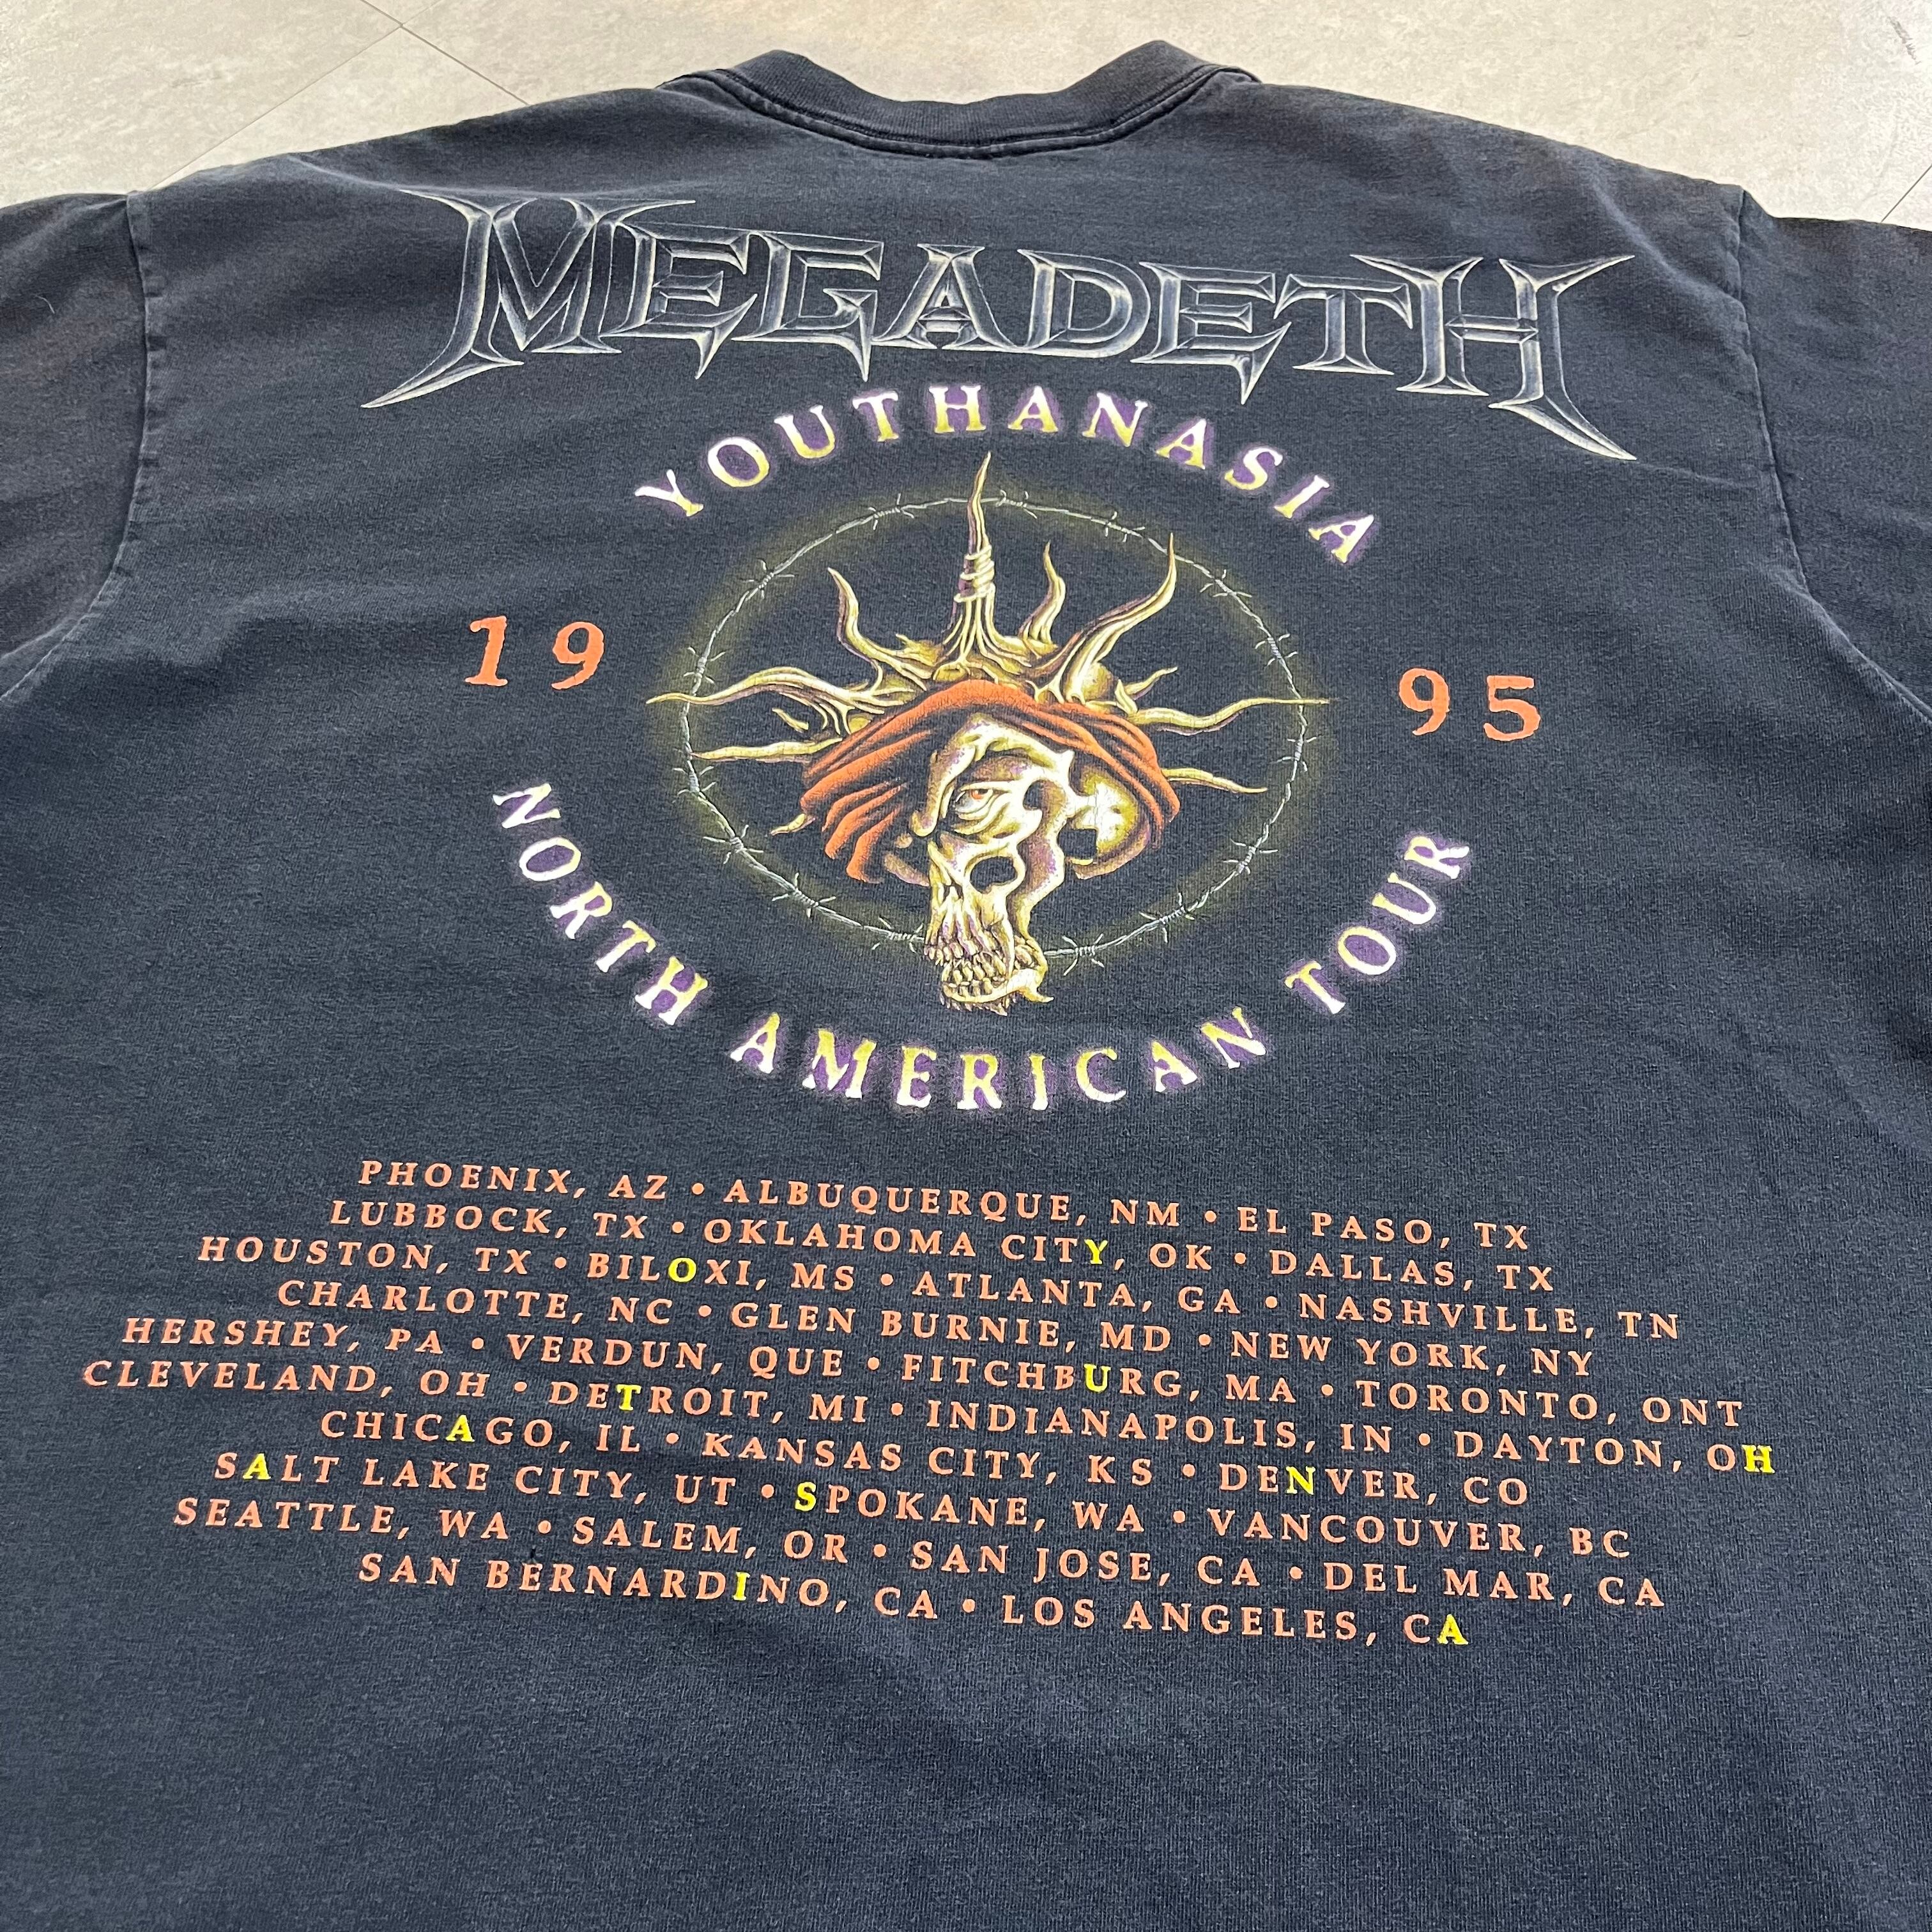 MEGADETH
YOUTHANASIA
19 95
NORTH AMERICAN TOUR
PHOENIX, AZ • ALBUQUERQUE, NM • EL PASO, TX
LUBBOCK, TX • OKLAHOMA CITY, OK • DALLAS, TX
HOUSTON, TX • BILOXI, MS • ATLANTA, GA • NASHVILLE, TN
CHARLOTTE, NC • GLEN BURNIE, MD • NEW YORK, NY
HERSHEY, PA • VERDUN, QUE • FITCHBURG, MA • TORONTO, ONT
CLEVELAND, OH • DETROIT, MI • INDIANAPOLIS, IN • DAYTON, OH
CHICAGO, IL • KANSAS CITY, KS • DENVER, CO
SALT LAKE CITY, UT • SPOKANE, WA • VANCOUVER, BC
SEATTLE, WA • SALEM, OR • SAN JOSE, CA • DEL MAR, CA
SAN BERNARDINO, CA • LOS ANGELES, CA